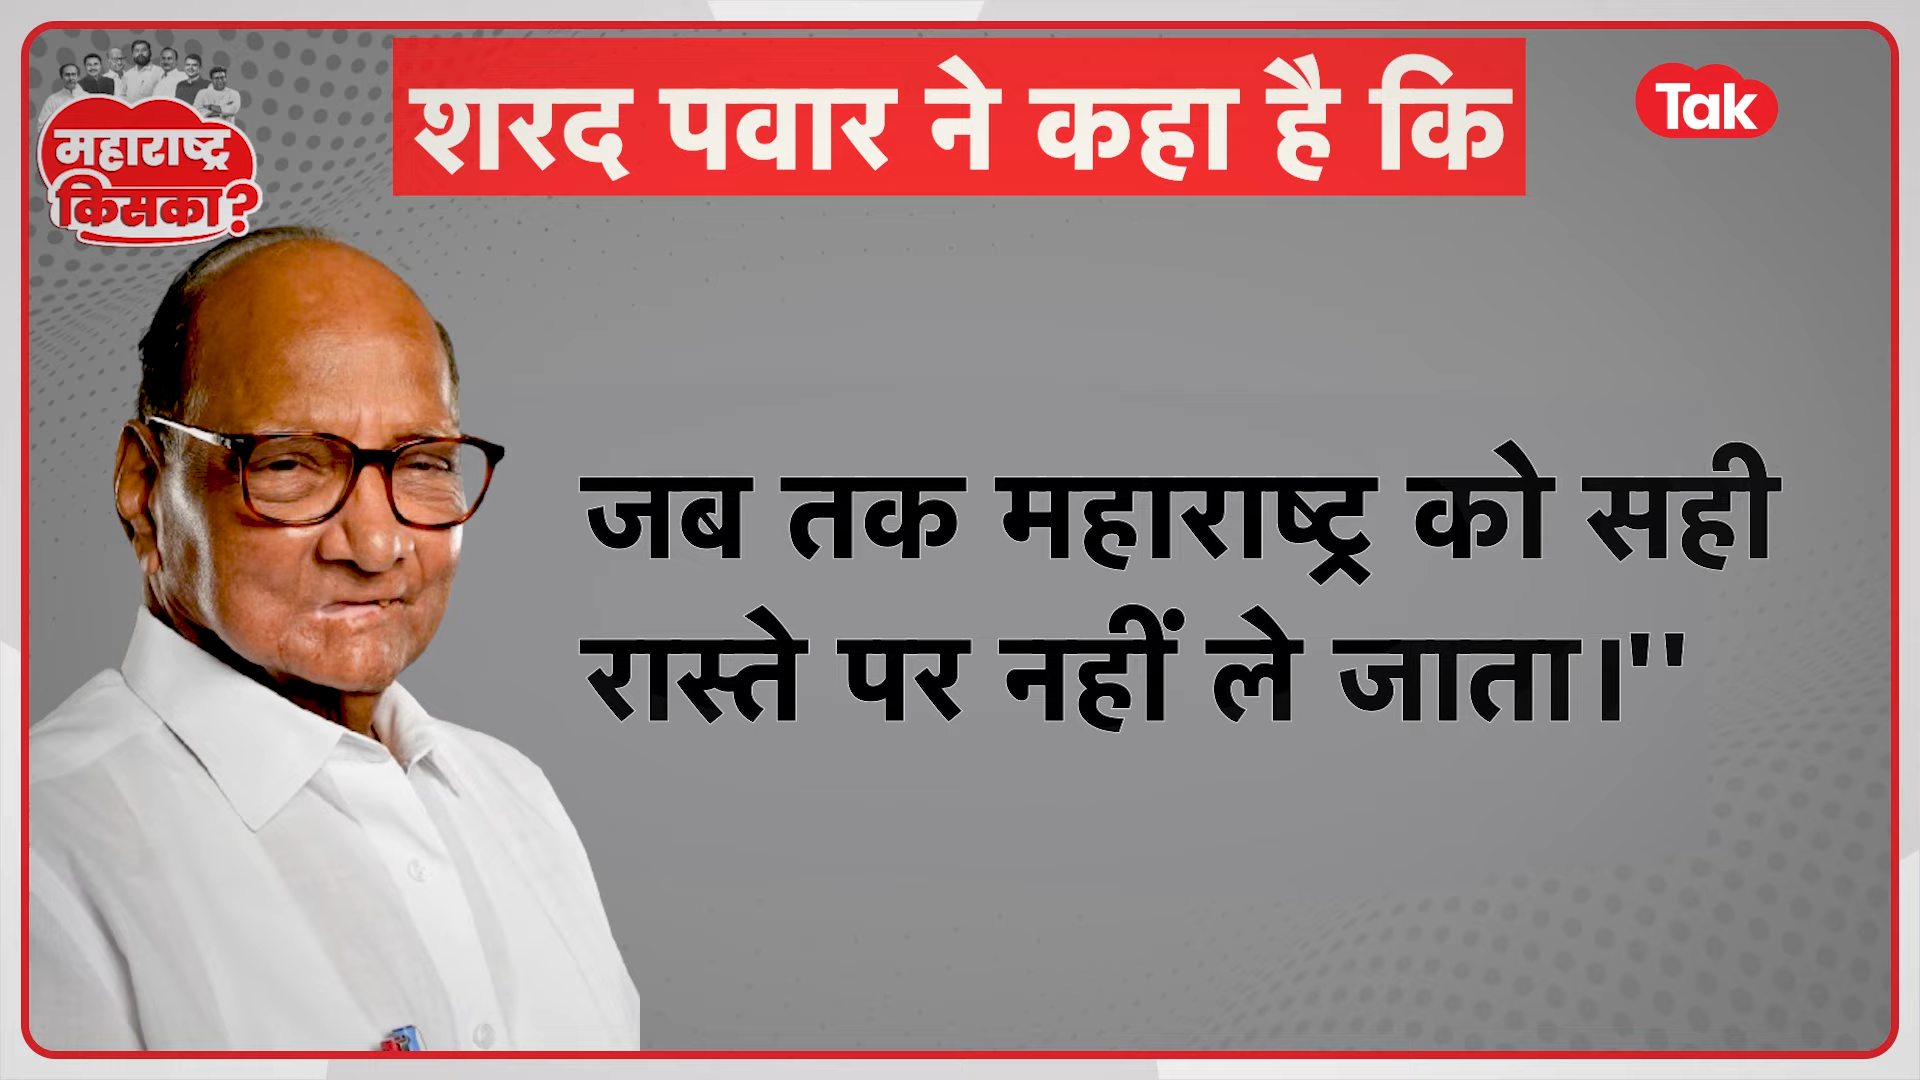 महाराष्ट्र
किसका?
शरद पवार ने कहा है कि
Tak
जब तक महाराष्ट्र को सही
रास्ते पर नहीं ले जाता।''